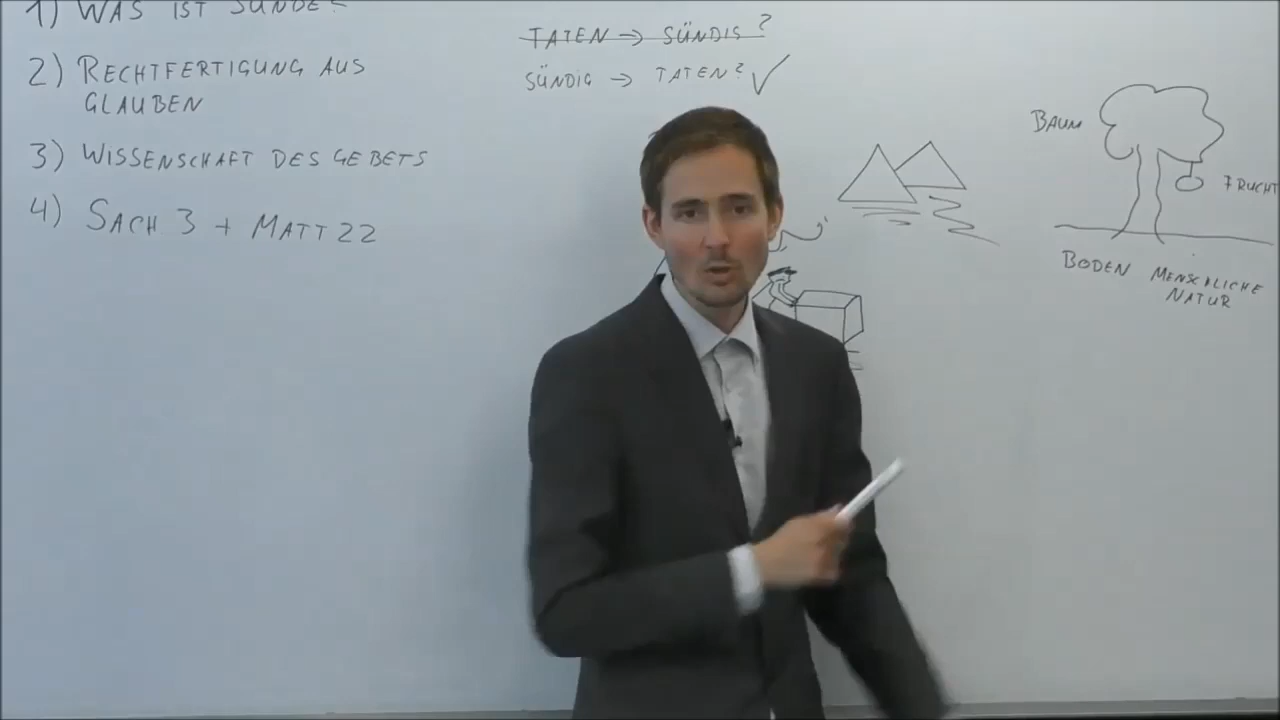 1) WAS IST SÜNDE?
2) RECHTFERTIGUNG AUS
GLAUBEN
3) WISSENSCHAFT DES GEBETS
4) SACH 3 + MATT 22
TATEN → SÜNDIG?
SÜNDIG → TATEN? ✓
BAUM
FRUCHT
BODEN MENSCHLICHE
NATUR